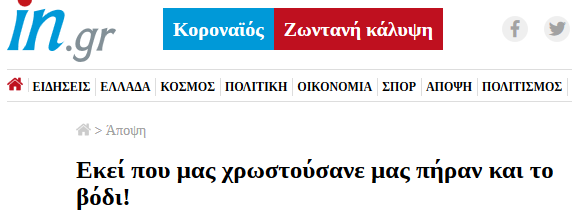 in.gr
Κοροναϊός Ζωντανή κάλυψη
ΕΙΔΗΣΕΙΣ ΕΛΛΑΔΑ ΚΟΣΜΟΣ ΠΟΛΙΤΙΚΗ ΟΙΚΟΝΟΜΙΑ ΣΠΟΡ ΑΠΟΨΗ ΠΟΛΙΤΙΣΜΟΣ
> Άποψη
Εκεί που μας χρωστούσανε μας πήραν και το
βόδι!